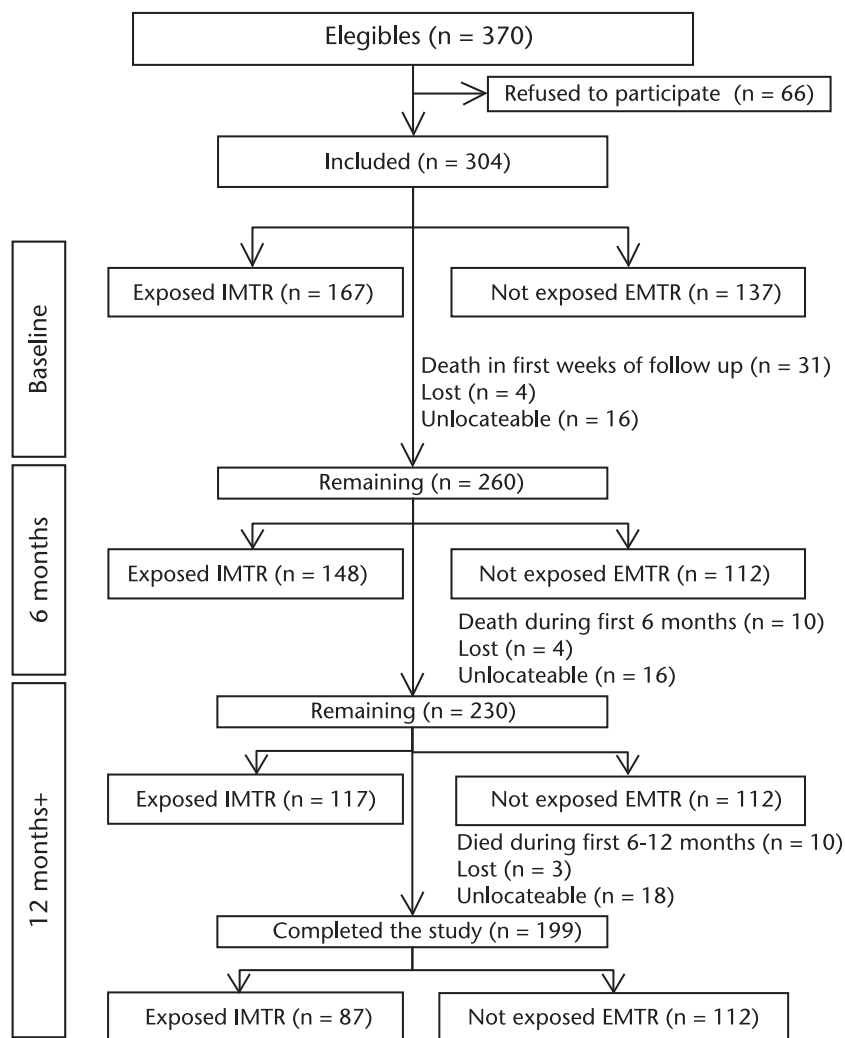 Elegibles (n = 370)
Refused to participate (n = 66)
Included (n = 304)
Baseline
Exposed IMTR (n = 167)
Not exposed EMTR (n = 137)
Death in first weeks of follow up (n = 31)
Lost (n = 4)
Unlocateable (n = 16)
6 months
Remaining (n = 260)
Exposed IMTR (n = 148)
Not exposed EMTR (n = 112)
Death during first 6 months (n = 10)
Lost (n = 4)
Unlocateable (n = 16)
12 months+
Remaining (n = 230)
Exposed IMTR (n = 117)
Not exposed EMTR (n = 112)
Died during first 6-12 months (n = 10)
Lost (n = 3)
Unlocateable (n = 18)
Completed the study (n = 199)
Exposed IMTR (n = 87)
Not exposed EMTR (n = 112)